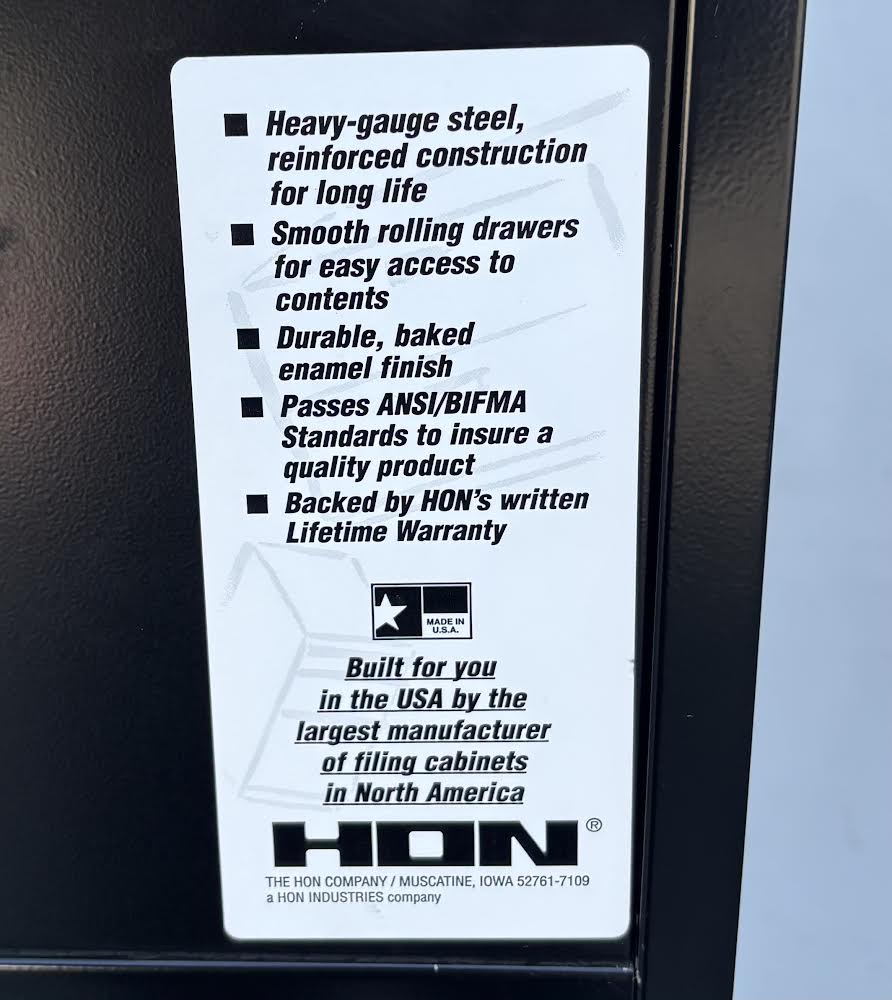 Heavy-gauge steel,
reinforced construction
for long life
Smooth rolling drawers
for easy access to
contents
Durable, baked
enamel finish
Passes ANSI/BIFMA
Standards to insure a
quality product
Backed by HON's written
Lifetime Warranty
MADE IN
U.S.A.
Built for you
in the USA by the
largest manufacturer
of filing cabinets
in North America
HON®
THE HON COMPANY / MUSCATINE, IOWA 52761-7109
a HON INDUSTRIES company